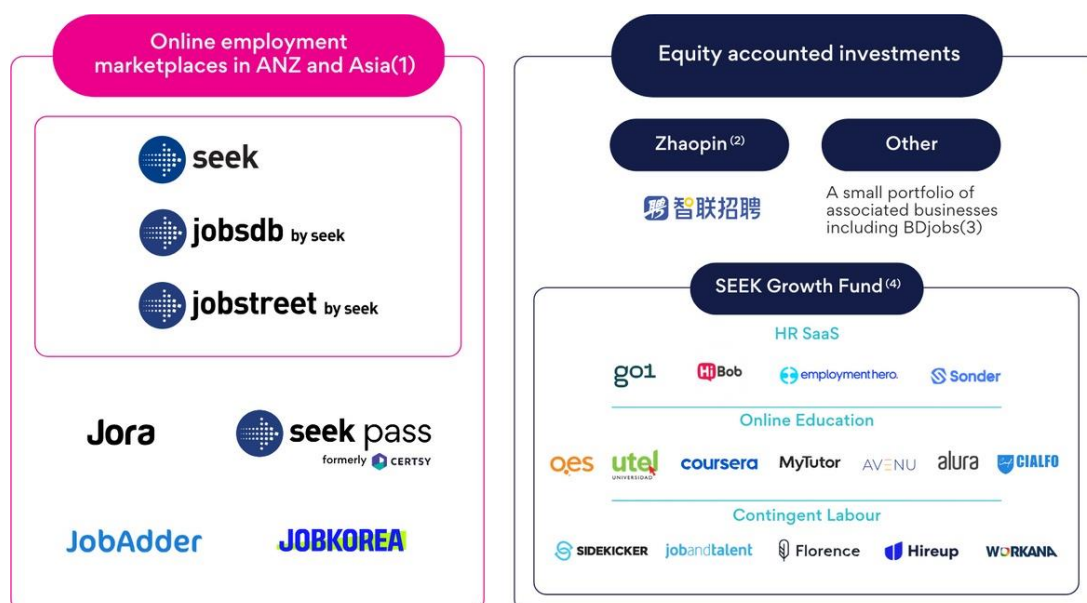 Online employment
marketplaces in ANZ and Asia(1)
seek
jobsdb by seek
jobstreet by seek
Jora
seek pass
formerly CERTSY
JobAdder
JOBKOREA
Equity accounted investments
Zhaopin (2)
聘 智联招聘
Other
A small portfolio of
associated businesses
including BDjobs(3)
SEEK Growth Fund (4)
HR SaaS
go1 HiBob employmenthero. Sonder
Online Education
oes utel UNIVERSIDAD coursera MyTutor AVENU alura CIALFO
Contingent Labour
SIDEKICKER jobandtalent Florence Hireup WORKANA